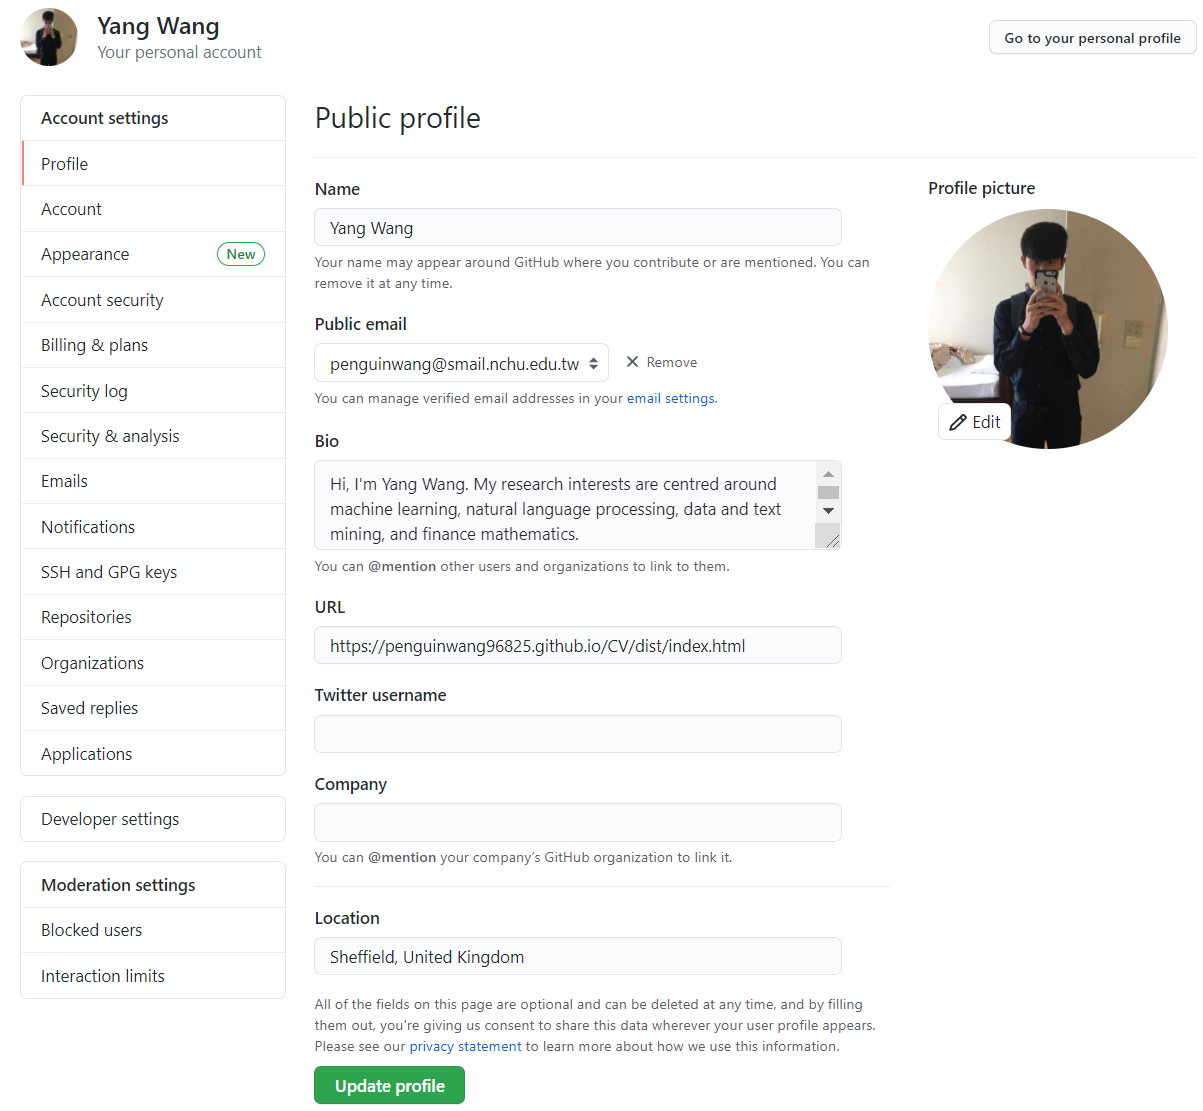 Yang Wang
Your personal account
Go to your personal profile
Account settings
Profile
Account
Appearance New
Account security
Billing & plans
Security log
Security & analysis
Emails
Notifications
SSH and GPG keys
Repositories
Organizations
Saved replies
Applications
Developer settings
Moderation settings
Blocked users
Interaction limits
Public profile
Name
Yang Wang
Your name may appear around GitHub where you contribute or are mentioned. You can
remove it at any time.
Public email
penguinwang@smail.nchu.edu.tw
Remove
You can manage verified email addresses in your email settings.
Bio
Hi, I'm Yang Wang. My research interests are centred around
machine learning, natural language processing, data and text
mining, and finance mathematics.
You can @mention other users and organizations to link to them.
URL
https://penguinwang96825.github.io/CV/dist/index.html
Twitter username
Company
You can @mention your company's GitHub organization to link it.
Location
Sheffield, United Kingdom
All of the fields on this page are optional and can be deleted at any time, and by filling
them out, you're giving us consent to share this data wherever your user profile appears.
Please see our privacy statement to learn more about how we use this information.
Update profile
Profile picture
Edit